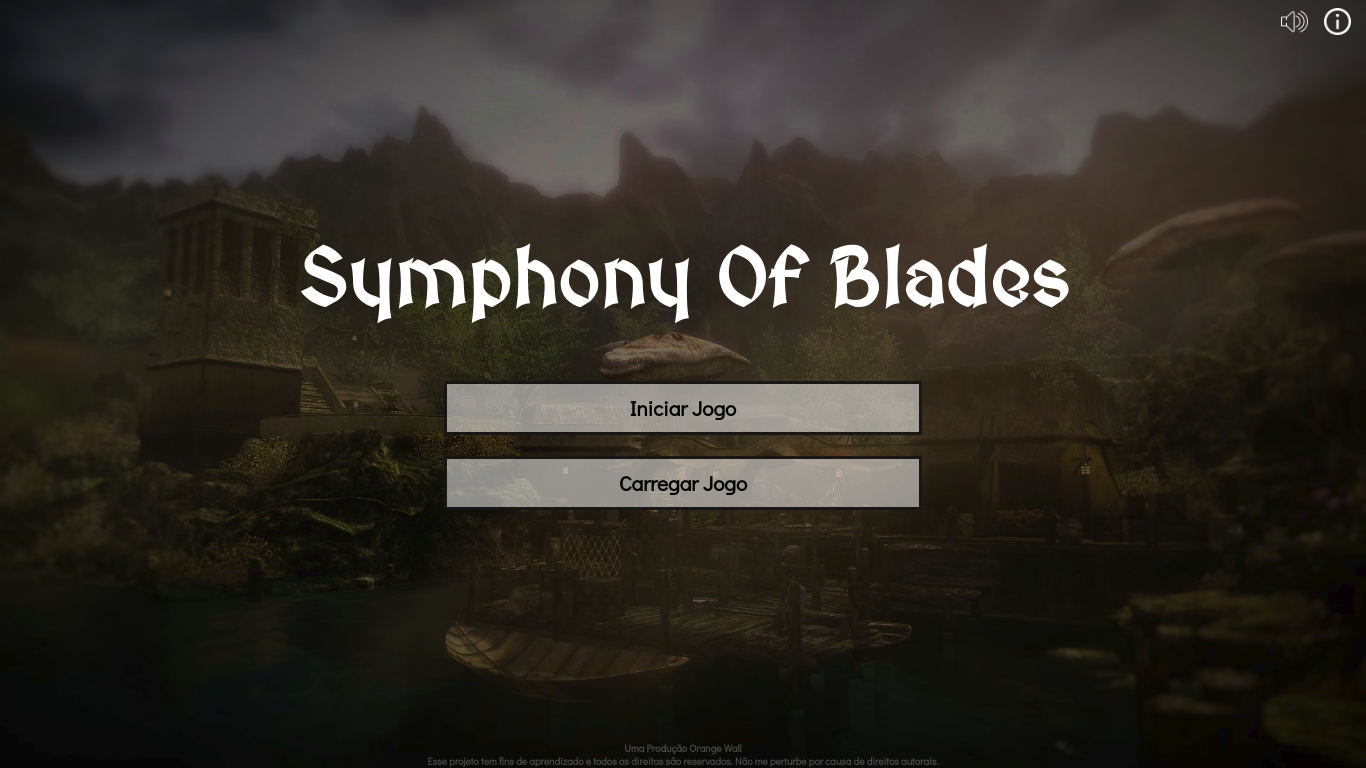 Symphony Of Blades
Iniciar Jogo
Carregar Jogo
Uma Produção Orange Wall
Esse projeto tem fins de aprendizado e todos os direitos são reservados. Não me perturbe por causa de direitos autorais.